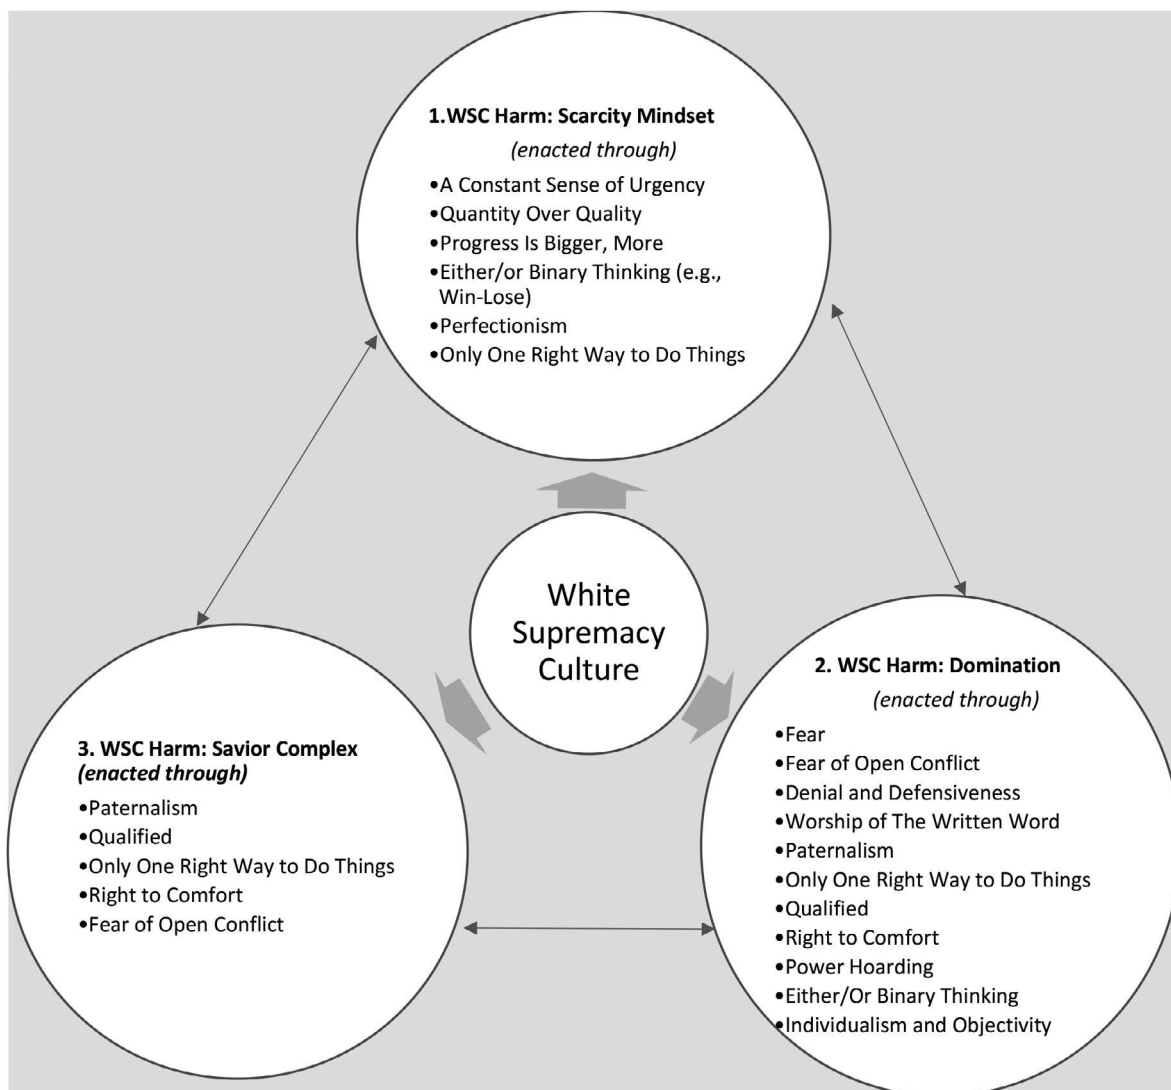 1.WSC Harm: Scarcity Mindset
(enacted through)
•A Constant Sense of Urgency
•Quantity Over Quality
•Progress Is Bigger, More
•Either/or Binary Thinking (e.g.,
Win-Lose)
•Perfectionism
•Only One Right Way to Do Things
White
Supremacy
Culture
2. WSC Harm: Domination
(enacted through)
•Fear
•Fear of Open Conflict
•Denial and Defensiveness
•Worship of The Written Word
•Paternalism
•Only One Right Way to Do Things
•Qualified
•Right to Comfort
•Power Hoarding
•Either/Or Binary Thinking
•Individualism and Objectivity
3. WSC Harm: Savior Complex
(enacted through)
•Paternalism
•Qualified
•Only One Right Way to Do Things
•Right to Comfort
•Fear of Open Conflict